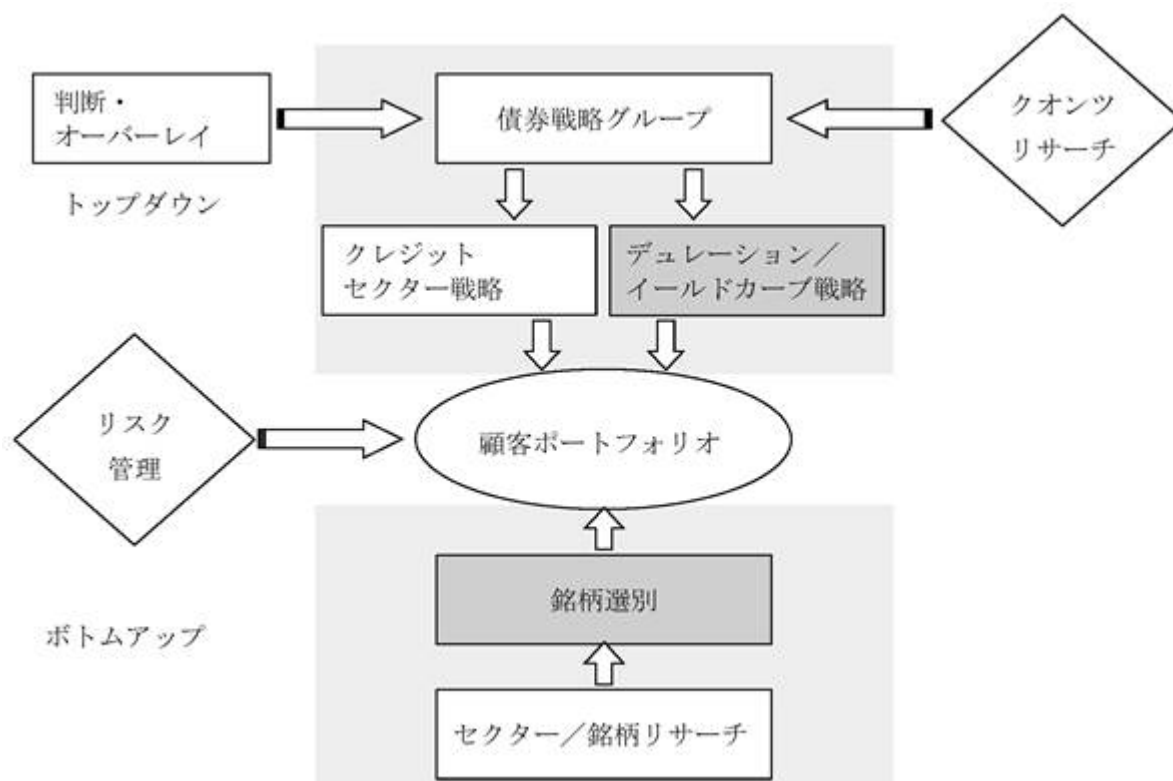 判断・
オーバーレイ
債券戦略グループ
クオンツ
リサーチ
トップダウン
クレジット
セクター戦略
デュレーション／
イールドカーブ戦略
リスク
管理
顧客ポートフォリオ
銘柄選別
ボトムアップ
セクター／銘柄リサーチ